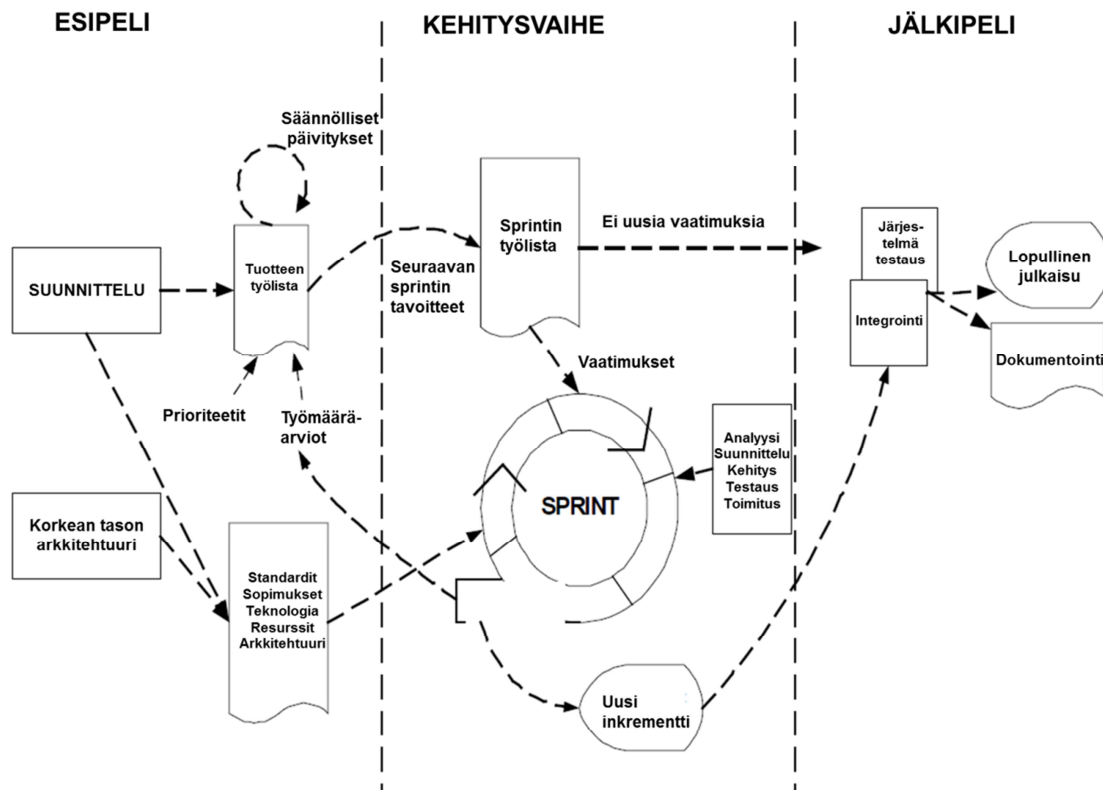 ESIPELI
KEHITYSVAIHE
JÄLKIPELI
Säännölliset
päivitykset
SUUNNITTELU
Tuotteen
työlista
Seuraavan
sprintin
tavoitteet
Prioriteetit
Työmäärä-
arviot
Korkean tason
arkkitehtuuri
Standardit
Sopimukset
Teknologia
Resurssit
Arkkitehtuuri
Sprintin
työlista
Ei uusia vaatimuksia
Vaatimukset
SPRINT
Analyysi
Suunnittelu
Kehitys
Testaus
Toimitus
Uusi
inkrementti
Järjes-
telmä
testaus
Integrointi
Lopullinen
julkaisu
Dokumentointi